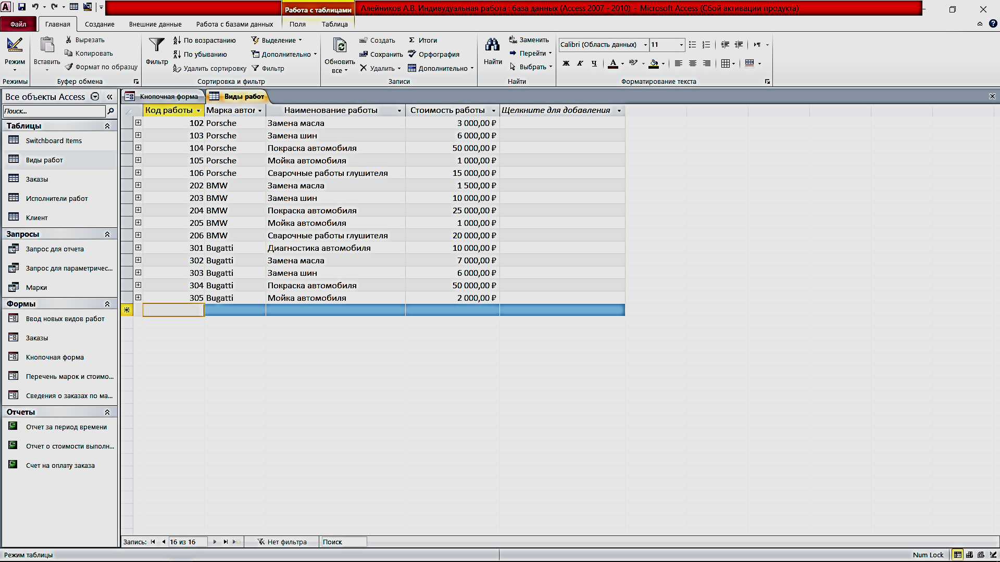 Работа с таблицами
Алейников А.В. Индивудуальная работа : база данных (Access 2007 - 2010) - Microsoft Access (Сбой активации продукта)
Файл Главная Создание Внешние данные Работа с базами данных Поля Таблица
Режим
Режимы
Вставить
Вырезать
Копировать
Формат по образцу
Буфер обмена
Фильтр
По возрастанию
По убыванию
Удалить сортировку
Выделение
Дополнительно
Фильтр
Сортировка и фильтр
Обновить все
Создать
Сохранить
Удалить
Итоги
Орфография
Дополнительно
Записи
Найти
Заменить
Перейти
Выбрать
Найти
Calibri (Область данных) 11
Ж К Ч
Форматирование текста
Все объекты Access
Поиск...
Таблицы
Switchboard Items
Виды работ
Заказы
Исполнители работ
Клиент
Запросы
Запрос для отчета
Запрос для параметричес...
Марки
Формы
Ввод новых видов работ
Заказы
Кнопочная форма
Перечень марок и стоимо...
Сведения о заказах по ма...
Отчеты
Отчет за период времени
Отчет о стоимости выполн...
Счет на оплату заказа
Кнопочная форма Виды работ
Код работы Марка автоı Наименование работы Стоимость работы Щелкните для добавления
102 Porsche Замена масла 3 000,00 ₽
103 Porsche Замена шин 6 000,00 ₽
104 Porsche Покраска автомобиля 50 000,00 ₽
105 Porsche Мойка автомобиля 1 000,00 ₽
106 Porsche Сварочные работы глушителя 15 000,00 ₽
202 BMW Замена масла 1 500,00 ₽
203 BMW Замена шин 10 000,00 ₽
204 BMW Покраска автомобиля 25 000,00 ₽
205 BMW Мойка автомобиля 1 000,00 ₽
206 BMW Сварочные работы глушителя 20 000,00 ₽
301 Bugatti Диагностика автомобиля 10 000,00 ₽
302 Bugatti Замена масла 7 000,00 ₽
303 Bugatti Замена шин 6 000,00 ₽
304 Bugatti Покраска автомобиля 50 000,00 ₽
305 Bugatti Мойка автомобиля 2 000,00 ₽
Запись: 16 из 16 Нет фильтра Поиск
Режим таблицы Num Lock